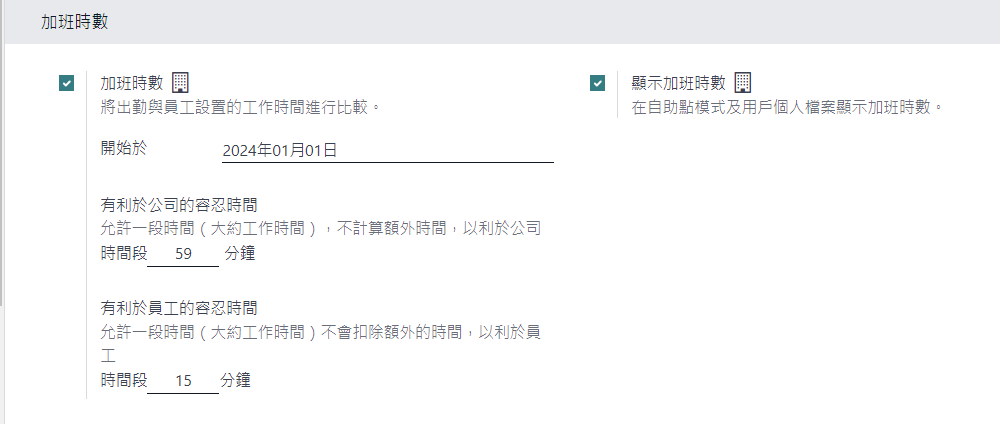 加班時數
加班時數
將出勤與員工設置的工作時間進行比較。
開始於 2024年01月01日
有利於公司的容忍時間
允許一段時間（大約工作時間），不計算額外時間，以利於公司
時間段 59 分鐘
有利於員工的容忍時間
允許一段時間（大約工作時間）不會扣除額外的時間，以利於員
工
時間段 15 分鐘
顯示加班時數
在自助點模式及用戶個人檔案顯示加班時數。